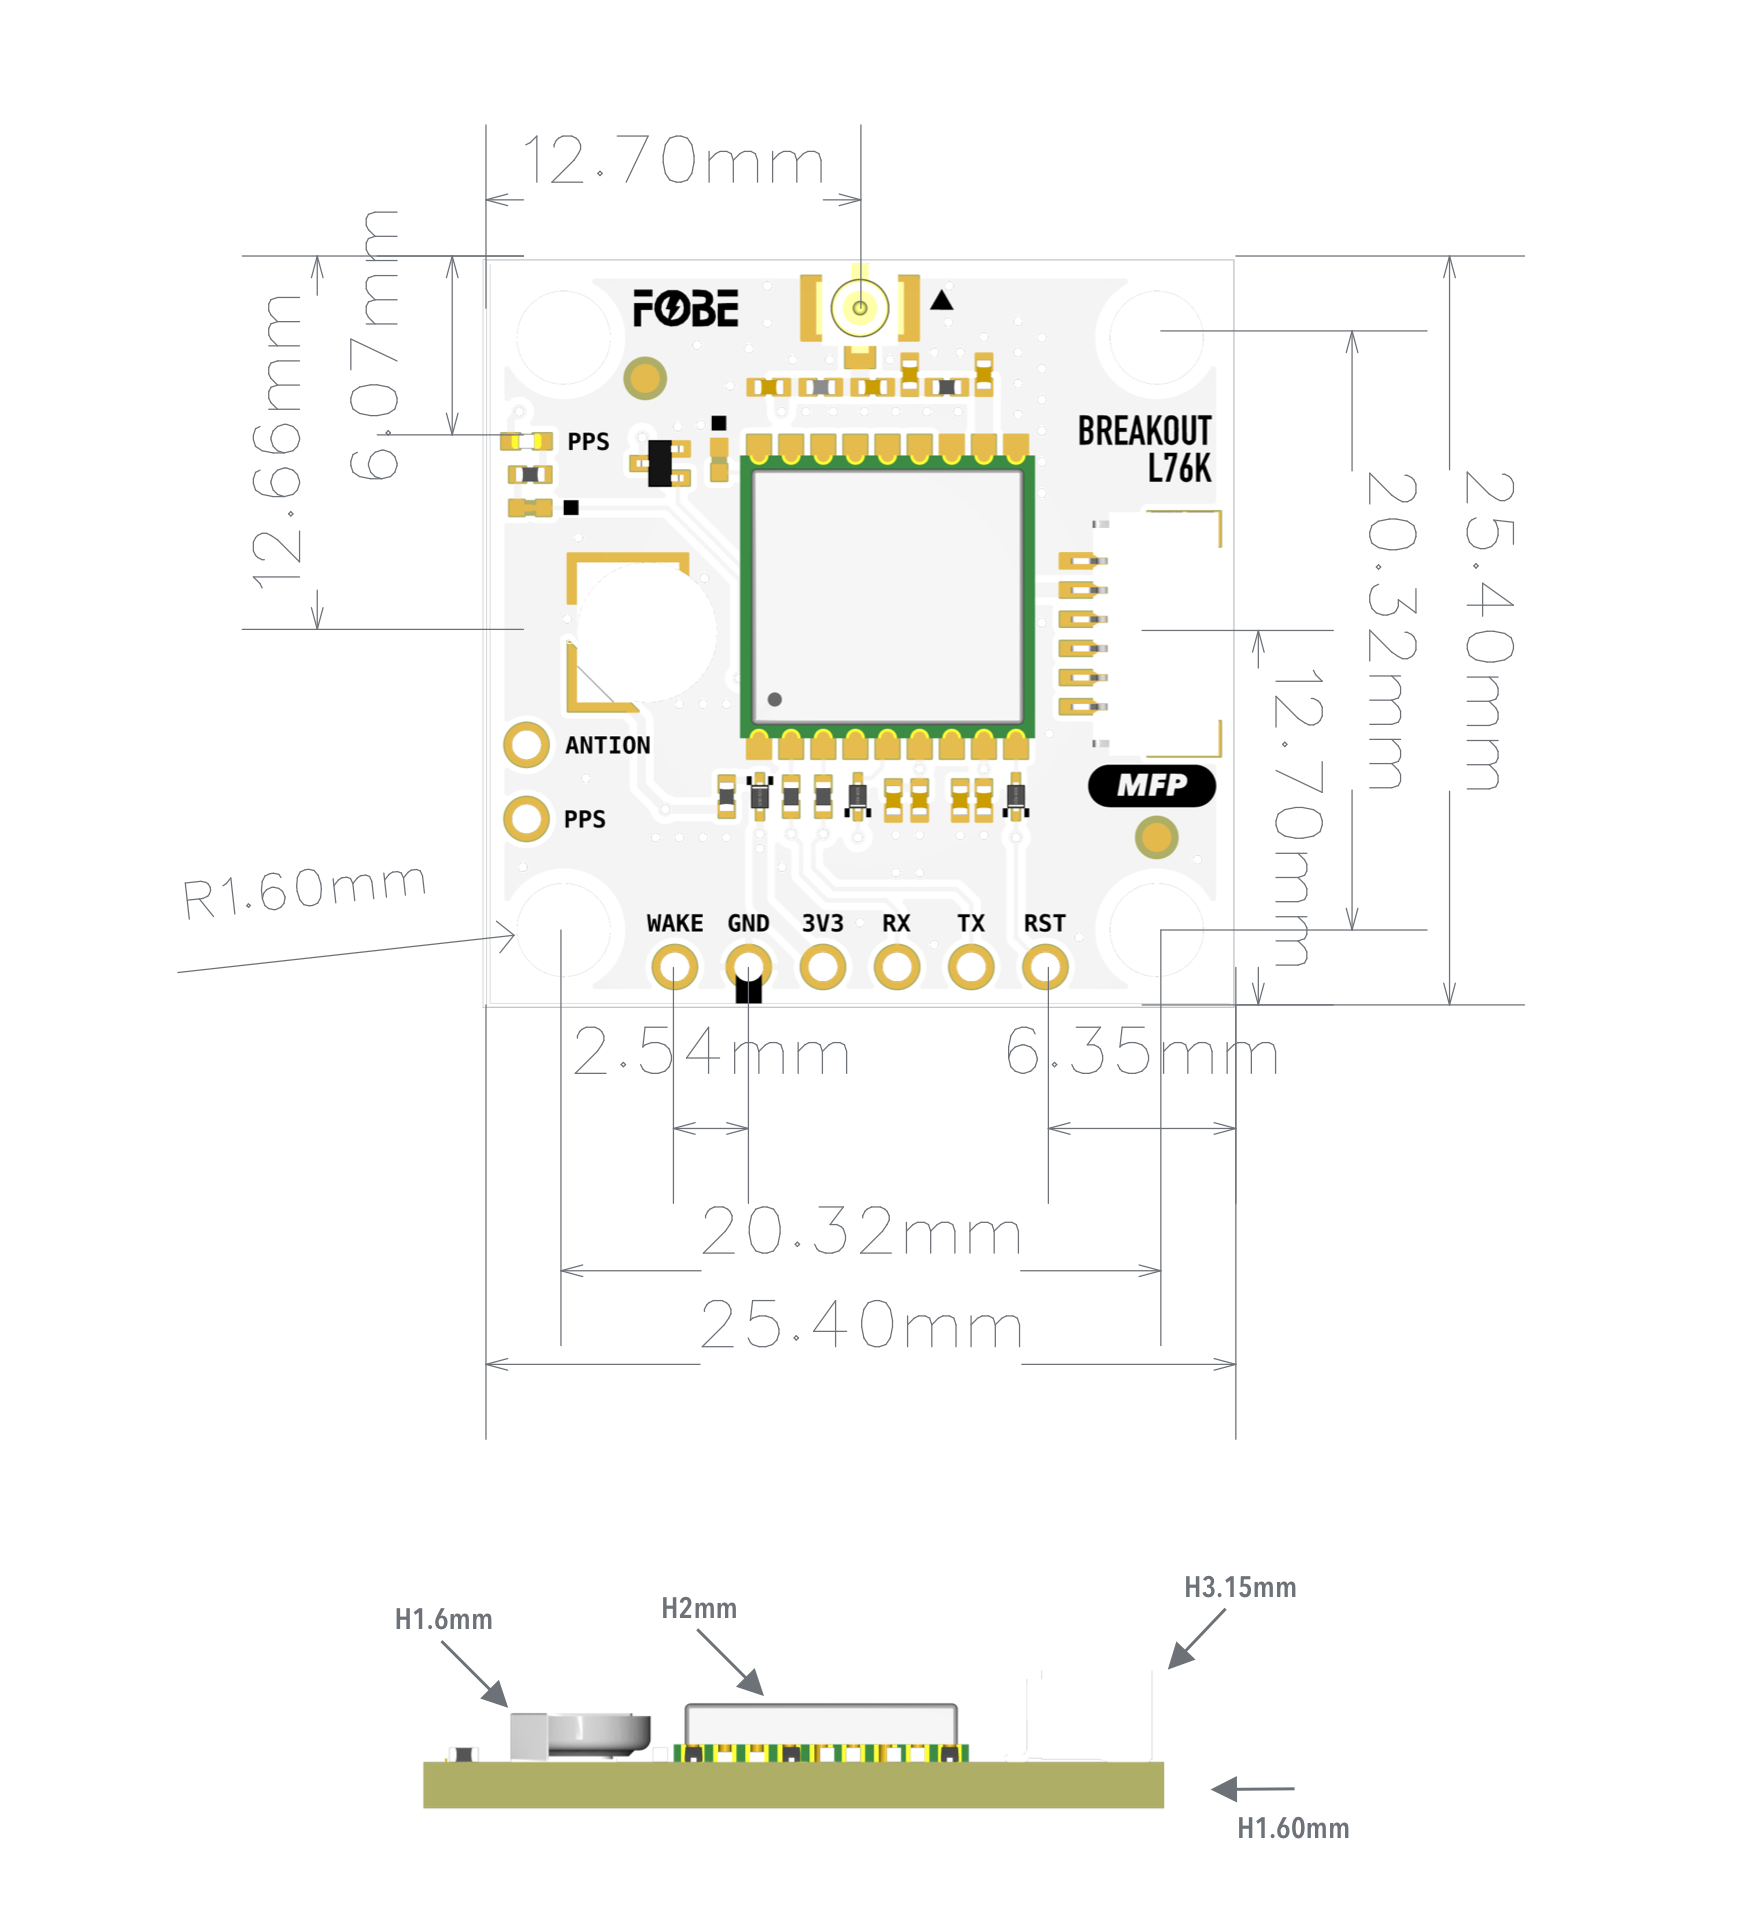 12.70mm
6.07mm
12.66mm
FOBE
BREAKOUT
L76K
PPS
25.40mm
20.32mm
12.70mm
ANTION
MFP
PPS
R1.60mm
WAKE GND 3V3 RX TX RST
2.54mm 6.35mm
20.32mm
25.40mm
H3.15mm
H2mm
H1.6mm
H1.60mm